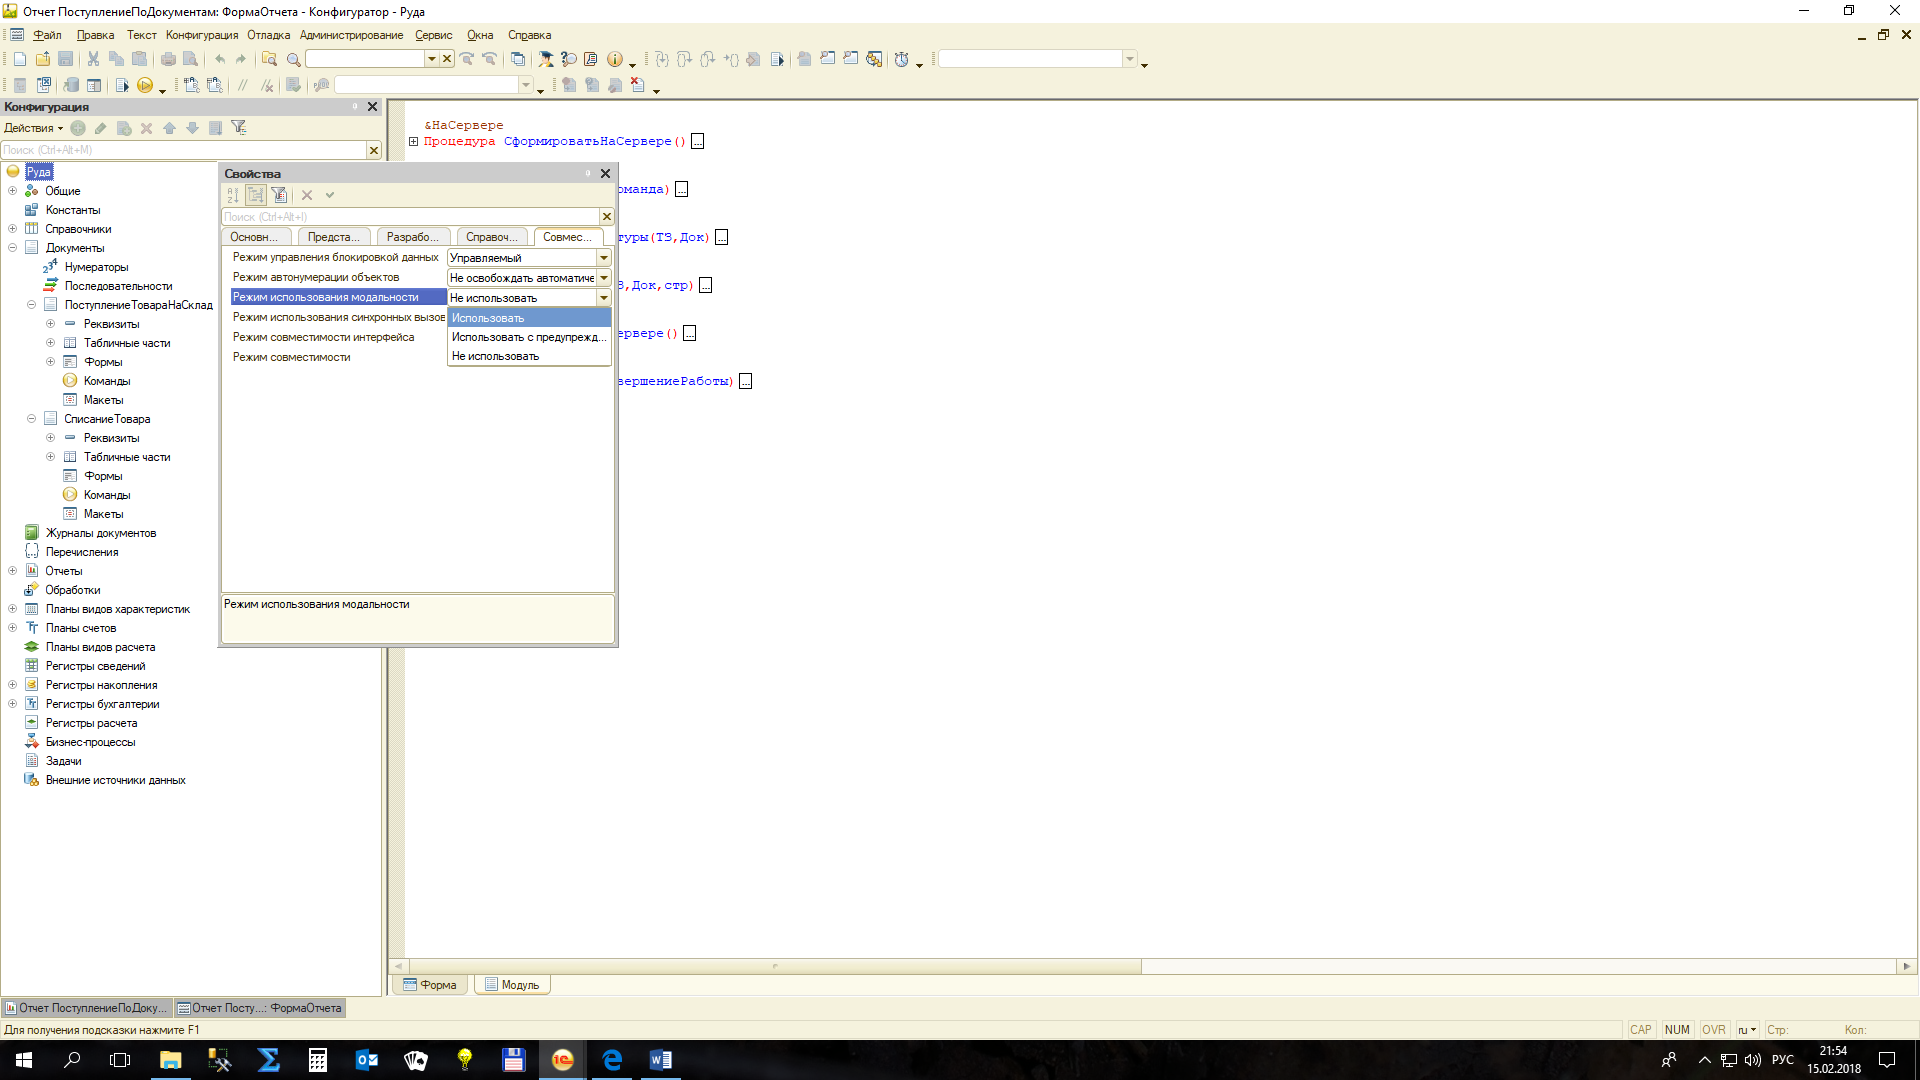 Отчет ПоступлениеПоДокументам: ФормаОтчета - Конфигуратор - Руда
Файл Правка Текст Конфигурация Отладка Администрирование Сервис Окна Справка
Конфигурация
Действия
Поиск (Ctrl+Alt+M)
Руда
Общие
Константы
Справочники
Документы
Нумераторы
Последовательности
ПоступлениеТовараНаСклад
Реквизиты
Табличные части
Формы
Команды
Макеты
СписаниеТовара
Реквизиты
Табличные части
Формы
Команды
Макеты
Журналы документов
Перечисления
Отчеты
Обработки
Планы видов характеристик
Планы счетов
Планы видов расчета
Регистры сведений
Регистры накопления
Регистры бухгалтерии
Регистры расчета
Бизнес-процессы
Задачи
Внешние источники данных
Свойства
Поиск (Ctrl+Alt+I)
Основн... Предста... Разрабо... Справоч... Совмес...
Режим управления блокировкой данных Управляемый
Режим автонумерации объектов Не освобождать автоматиче
Режим использования модальности Не использовать
Режим использования синхронных вызов
Режим совместимости интерфейса
Режим совместимости
Использовать
Использовать с предупрежд...
Не использовать
Режим использования модальности
&НаСервере
Процедура СформироватьНаСервере() ...
оманда) ...
туры(ТЗ,Док) ...
З,Док,стр) ...
ервере() ...
вершениеРаботы) ...
Форма Модуль
Отчет ПоступлениеПоДоку... Отчет Посту...: ФормаОтчета
Для получения подсказки нажмите F1
CAP NUM OVR ru Стр: Кол:
РУС
21:54
15.02.2018